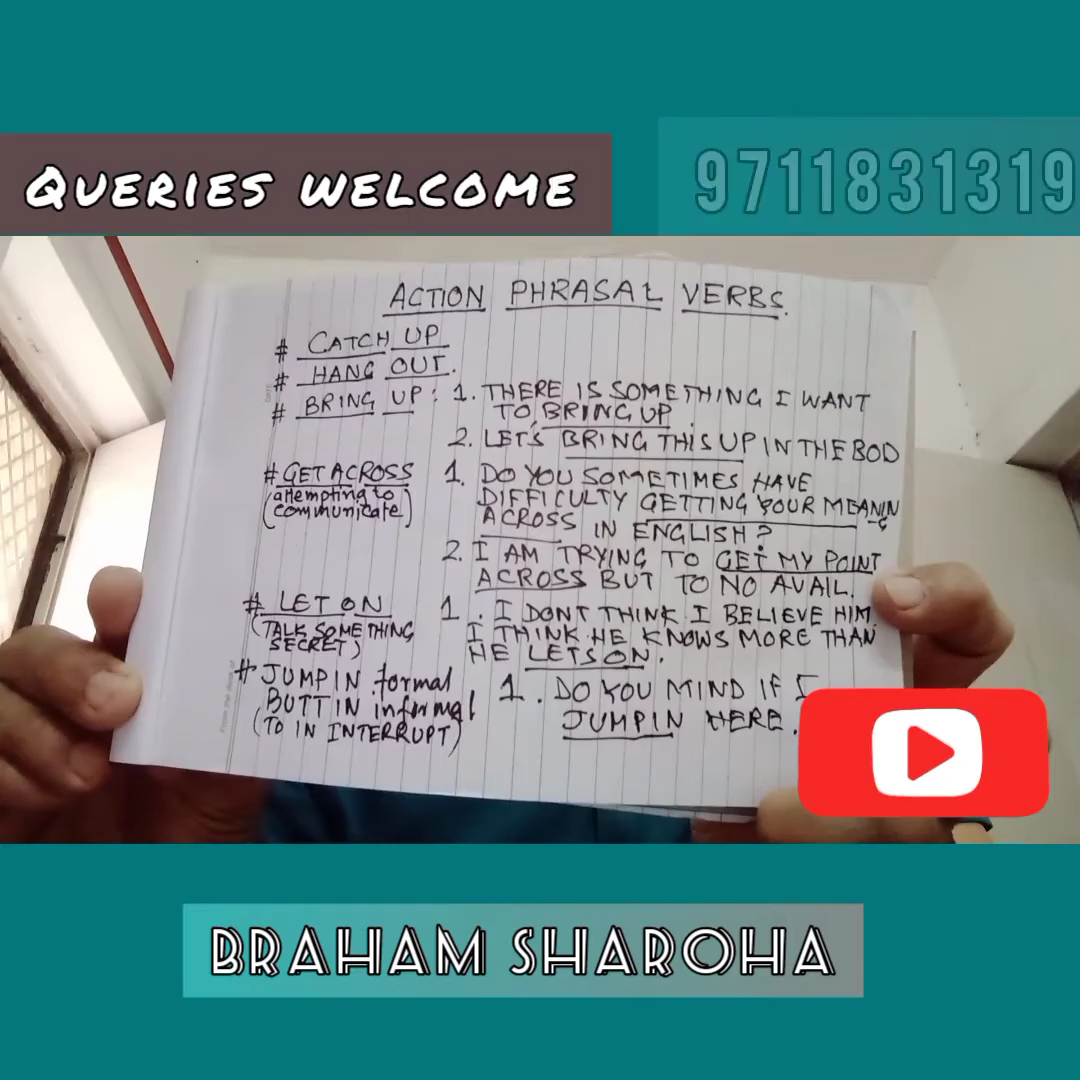 QUERIES WELCOME
9711831319
ACTION PHRASAL VERBS.
# CATCH UP
# HANG OUT.
# BRING UP : 1. THERE IS SOMETHING I WANT
TO BRING UP.
2. LET'S BRING THIS UP IN THE BOD
# GET ACROSS 1. DO YOU SOMETIMES HAVE
(attempting to DIFFICULTY GETTING YOUR MEANING
communicate) ACROSS IN ENGLISH?
2. I AM TRYING TO GET MY POINT
ACROSS BUT TO NO AVAIL.
# LET ON 1. I DONT THINK I BELIEVE HIM.
(TALK SOMETHING I THINK HE KNOWS MORE THAN
SECRET) HE LETS ON.
# JUMP IN formal 1. DO YOU MIND IF I
BUTT IN informal JUMP IN HERE.
(TO IN INTERRUPT)
BRAHAM SHAROHA